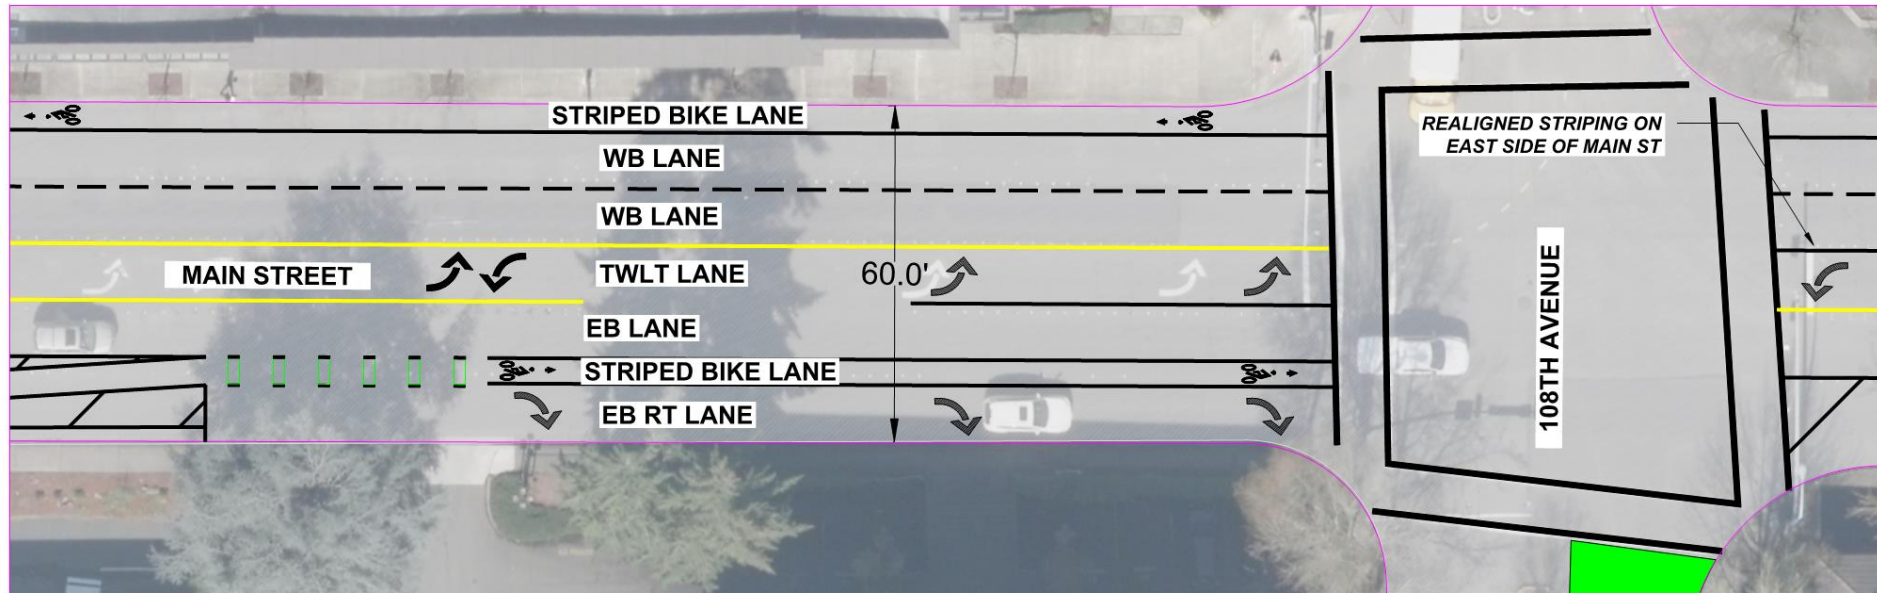 STRIPED BIKE LANE
WB LANE
WB LANE
MAIN STREET
TWLT LANE
60.0'
EB LANE
STRIPED BIKE LANE
EB RT LANE
REALIGNED STRIPING ON
EAST SIDE OF MAIN ST
108TH AVENUE